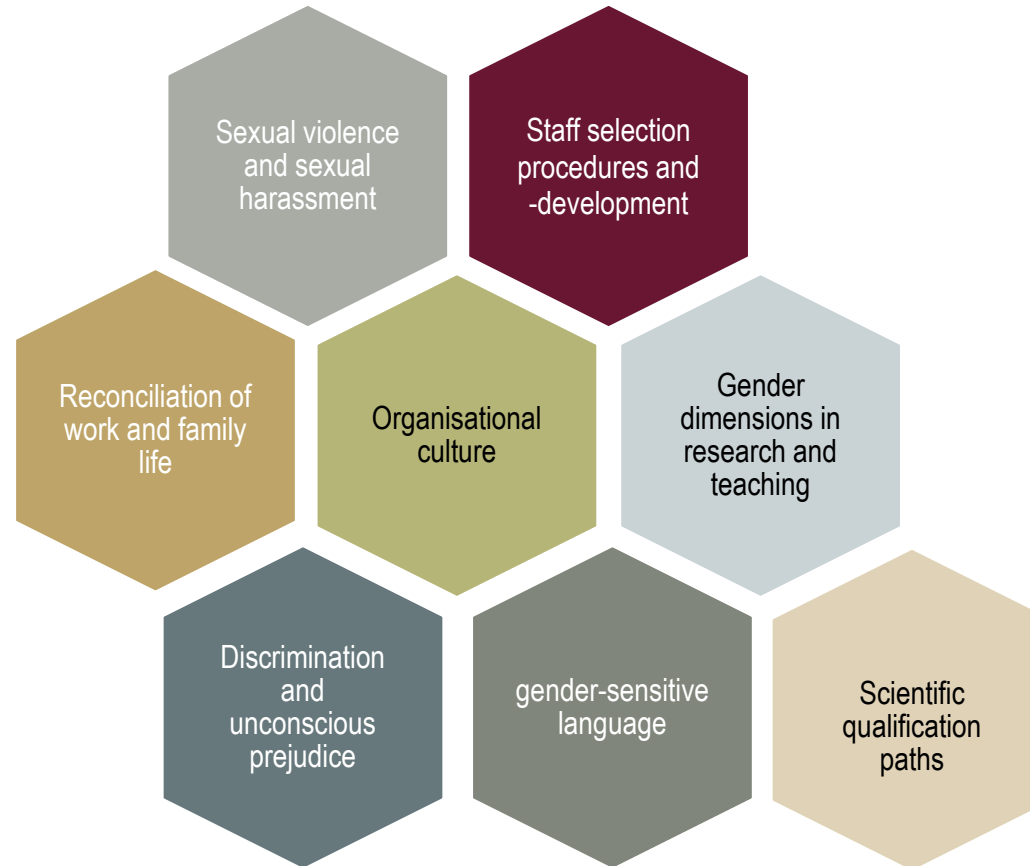 Sexual violence
and sexual
harassment
Staff selection
procedures and
-development
Reconciliation of
work and family
life
Organisational
culture
Gender
dimensions in
research and
teaching
Discrimination
and
unconscious
prejudice
gender-sensitive
language
Scientific
qualification
paths